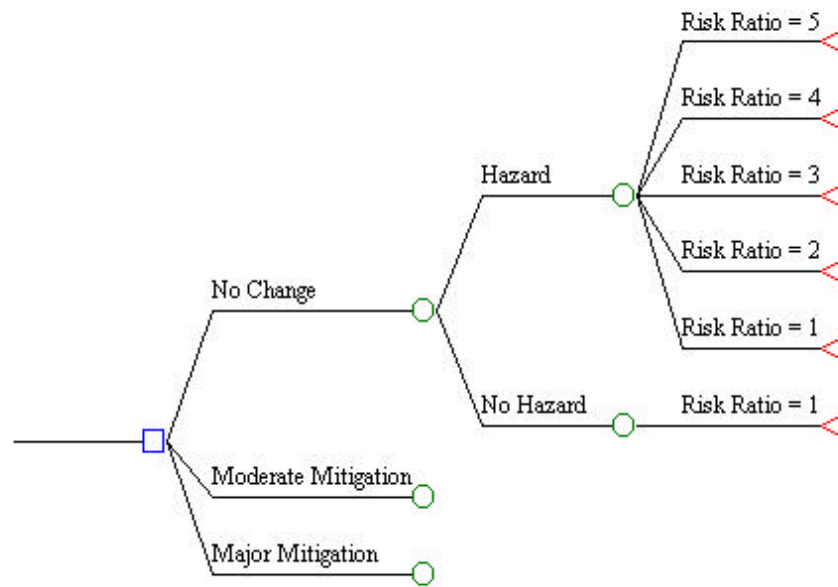 Risk Ratio = 5
Risk Ratio = 4
Hazard
Risk Ratio = 3
Risk Ratio = 2
No Change
Risk Ratio = 1
No Hazard
Risk Ratio = 1
Moderate Mitigation
Major Mitigation